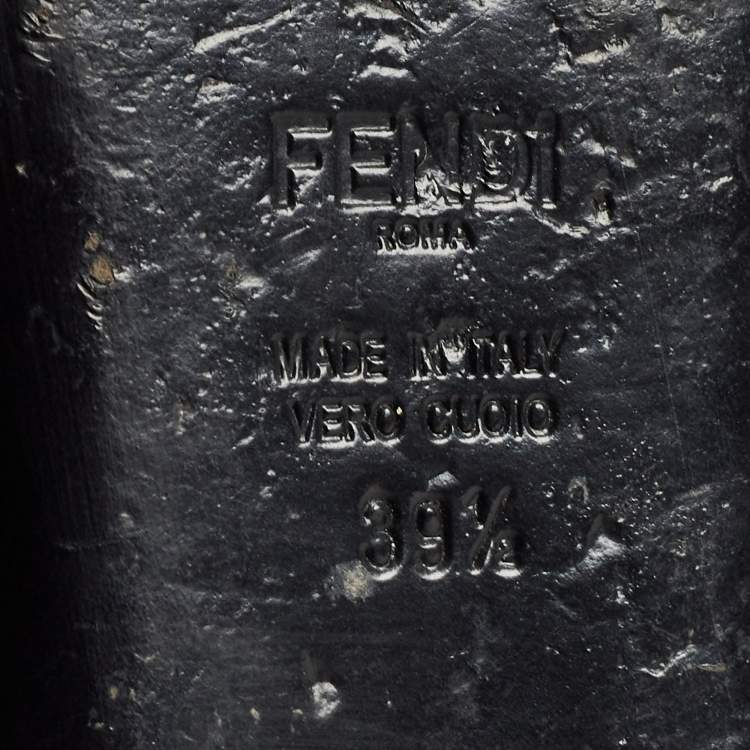 FENDI
ROMA
MADE IN ITALY
VERO CUOIO
39½